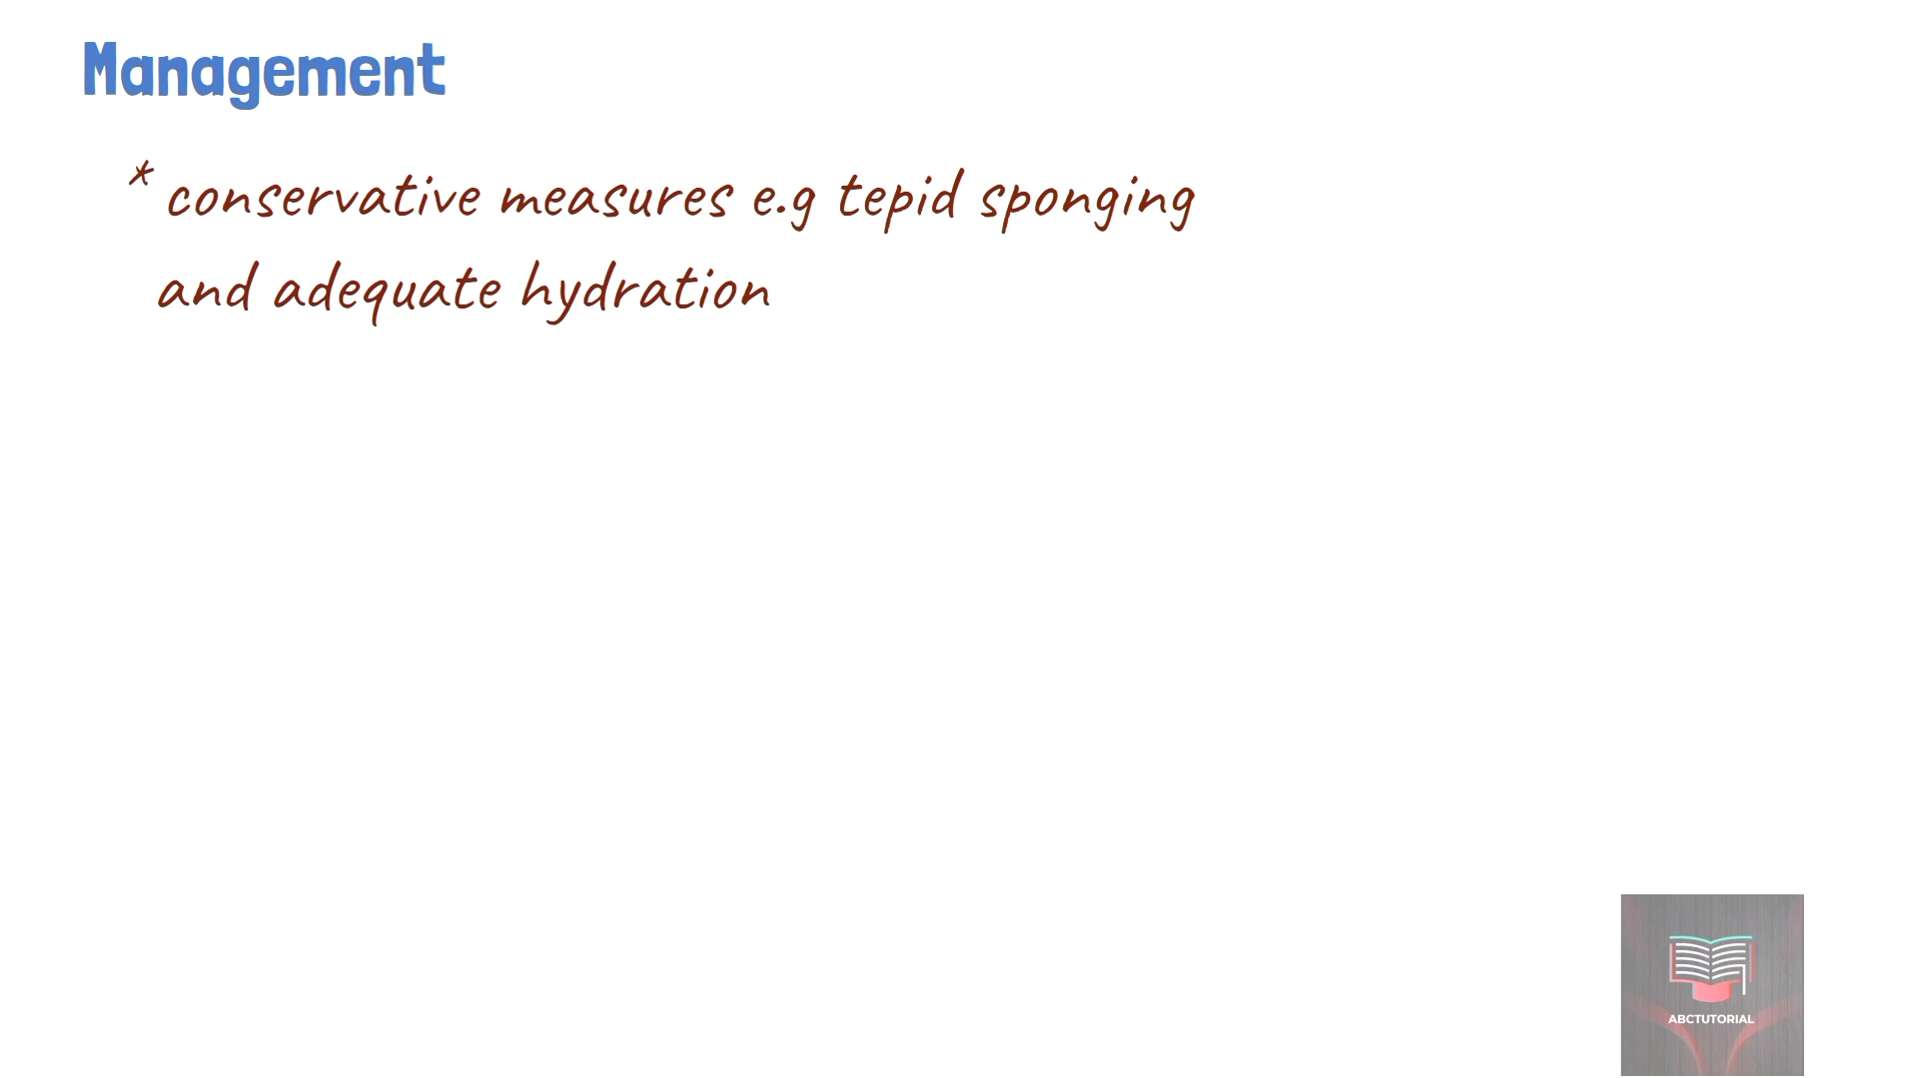 Management
* conservative measures e.g tepid sponging
and adequate hydration
ABCTUTORIAL